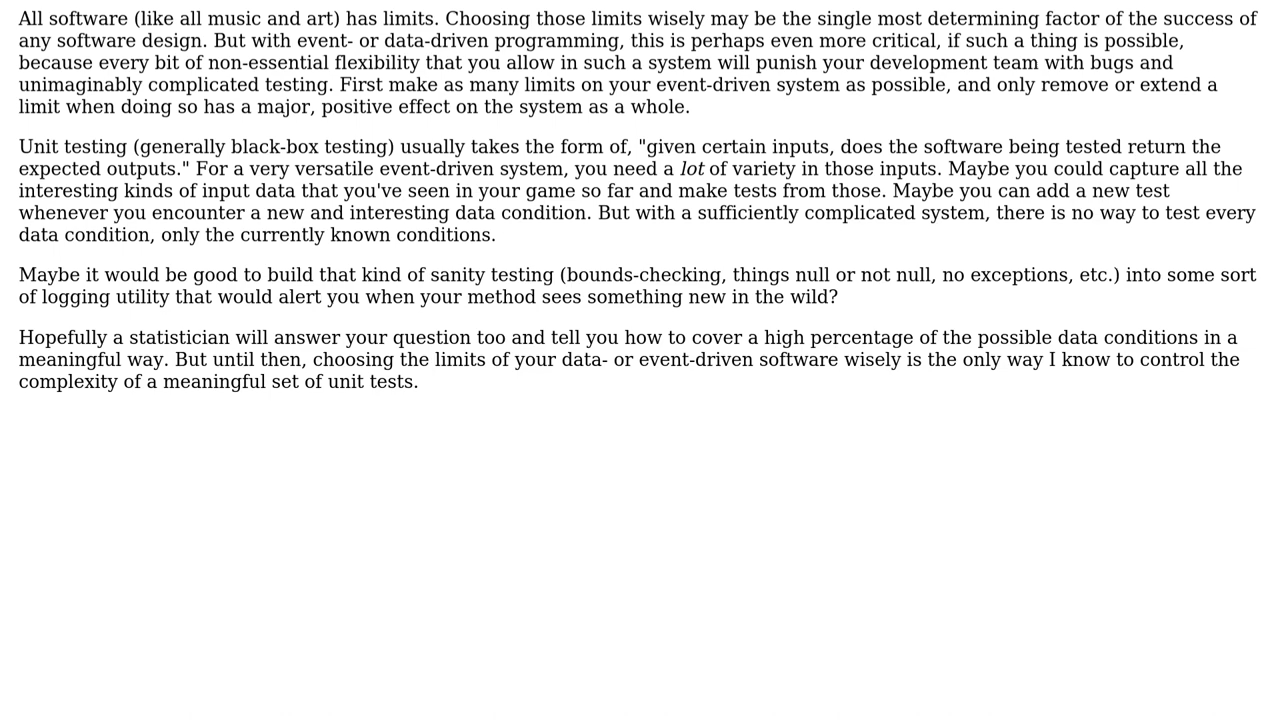 All software (like all music and art) has limits. Choosing those limits wisely may be the single most determining factor of the success of
any software design. But with event- or data-driven programming, this is perhaps even more critical, if such a thing is possible,
because every bit of non-essential flexibility that you allow in such a system will punish your development team with bugs and
unimaginably complicated testing. First make as many limits on your event-driven system as possible, and only remove or extend a
limit when doing so has a major, positive effect on the system as a whole.
Unit testing (generally black-box testing) usually takes the form of, "given certain inputs, does the software being tested return the
expected outputs." For a very versatile event-driven system, you need a lot of variety in those inputs. Maybe you could capture all the
interesting kinds of input data that you've seen in your game so far and make tests from those. Maybe you can add a new test
whenever you encounter a new and interesting data condition. But with a sufficiently complicated system, there is no way to test every
data condition, only the currently known conditions.
Maybe it would be good to build that kind of sanity testing (bounds-checking, things null or not null, no exceptions, etc.) into some sort
of logging utility that would alert you when your method sees something new in the wild?
Hopefully a statistician will answer your question too and tell you how to cover a high percentage of the possible data conditions in a
meaningful way. But until then, choosing the limits of your data- or event-driven software wisely is the only way I know to control the
complexity of a meaningful set of unit tests.